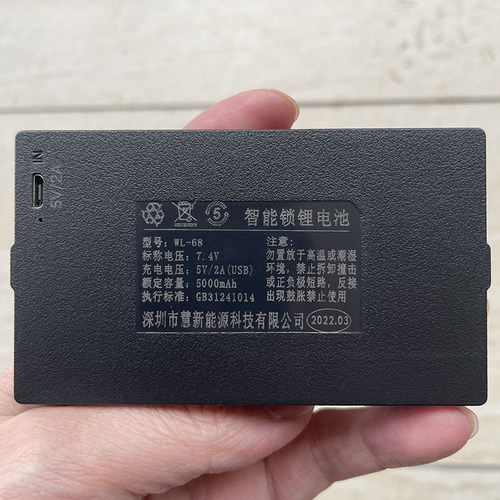 IN
5V/2A
5
智能锁锂电池
型号: WL-68
标称电压: 7.4V
充电电压: 5V/2A(USB)
额定容量: 5000mAh
执行标准: GB31241014
注意:
勿置放于高温或潮湿
环境,禁止拆卸撞击
或正负极短路,反接
出现鼓胀禁止使用
深圳市慧新能源科技有限公司 2022.03